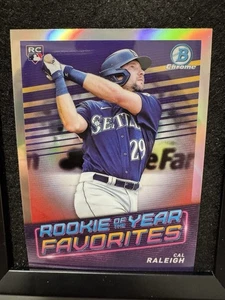 RC
Bowman
Chrome
SEATTLE
29
ROOKIE OF THE YEAR
FAVORITES
CAL
RALEIGH